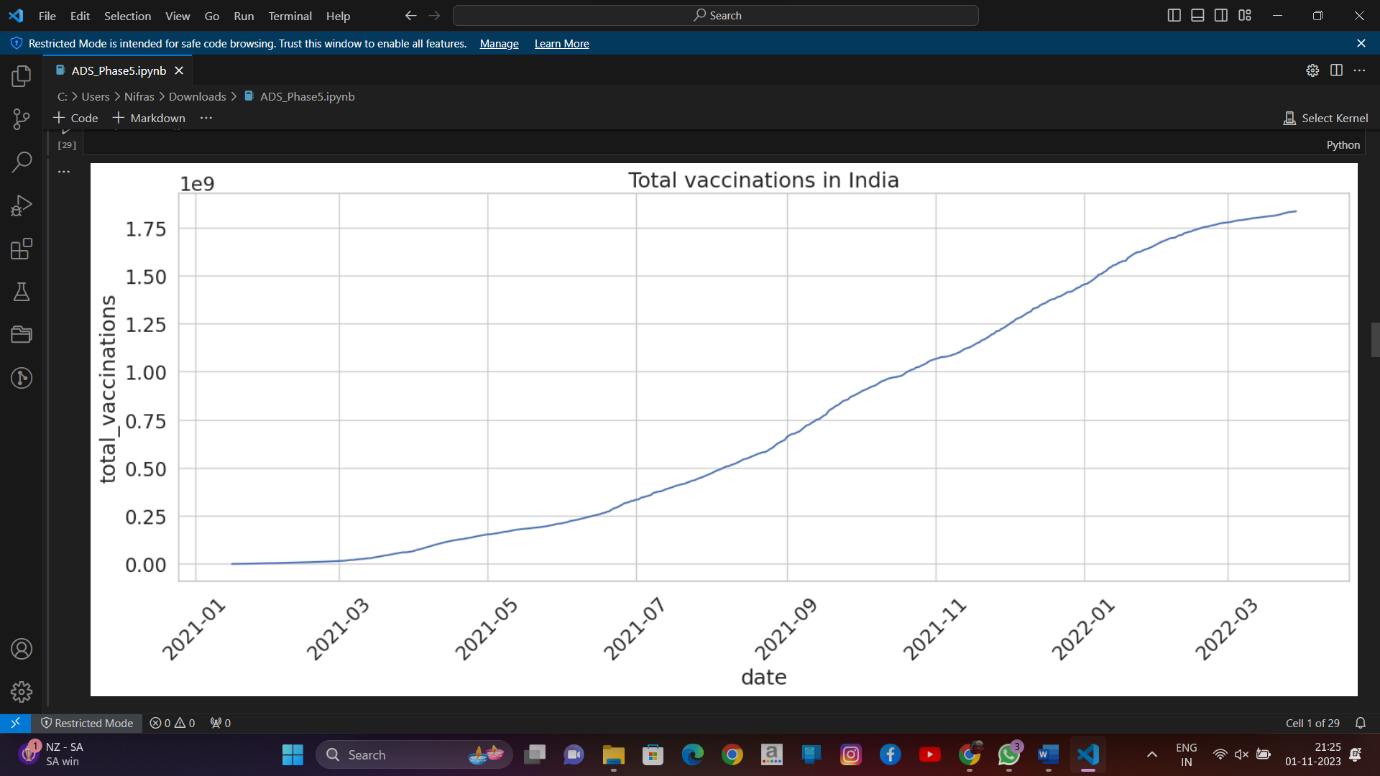 File Edit Selection View Go Run Terminal Help
Search
Restricted Mode is intended for safe code browsing. Trust this window to enable all features. Manage Learn More
ADS_Phase5.ipynb
C: > Users > Nifras > Downloads > ADS_Phase5.ipynb
+ Code + Markdown ...
Select Kernel
[29]
Python
Total vaccinations in India
1e9
1.75
1.50
1.25
1.00
0.75
0.50
0.25
0.00
total_vaccinations
2021-01 2021-03 2021-05 2021-07 2021-09 2021-11 2022-01 2022-03
date
Restricted Mode 0 0 0
Cell 1 of 29
1
NZ - SA
SA win
Search
a
3
W
ENG
IN
21:25
01-11-2023